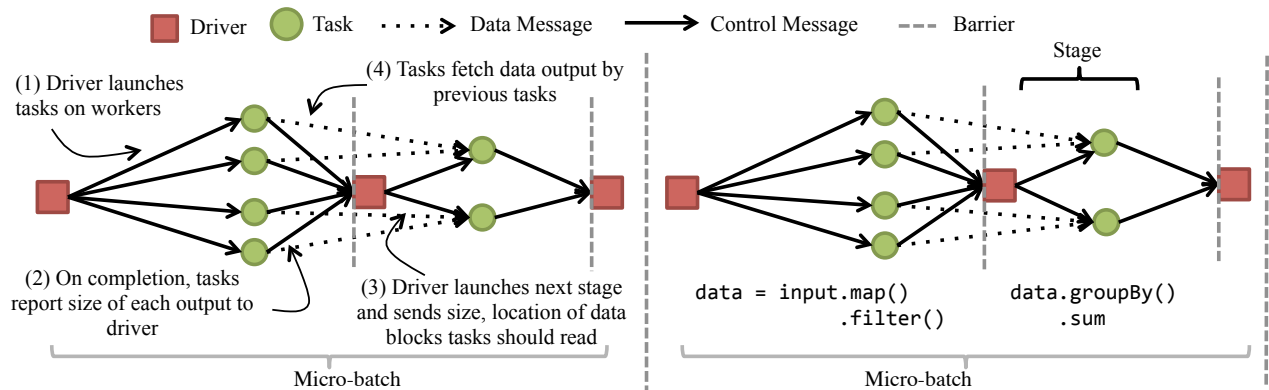 Driver Task Data Message Control Message Barrier
(1) Driver launches
tasks on workers
(4) Tasks fetch data output by
previous tasks
(2) On completion, tasks
report size of each output to
driver
(3) Driver launches next stage
and sends size, location of data
blocks tasks should read
Micro-batch
Stage
data = input.map()
.filter()
data.groupBy()
.sum
Micro-batch